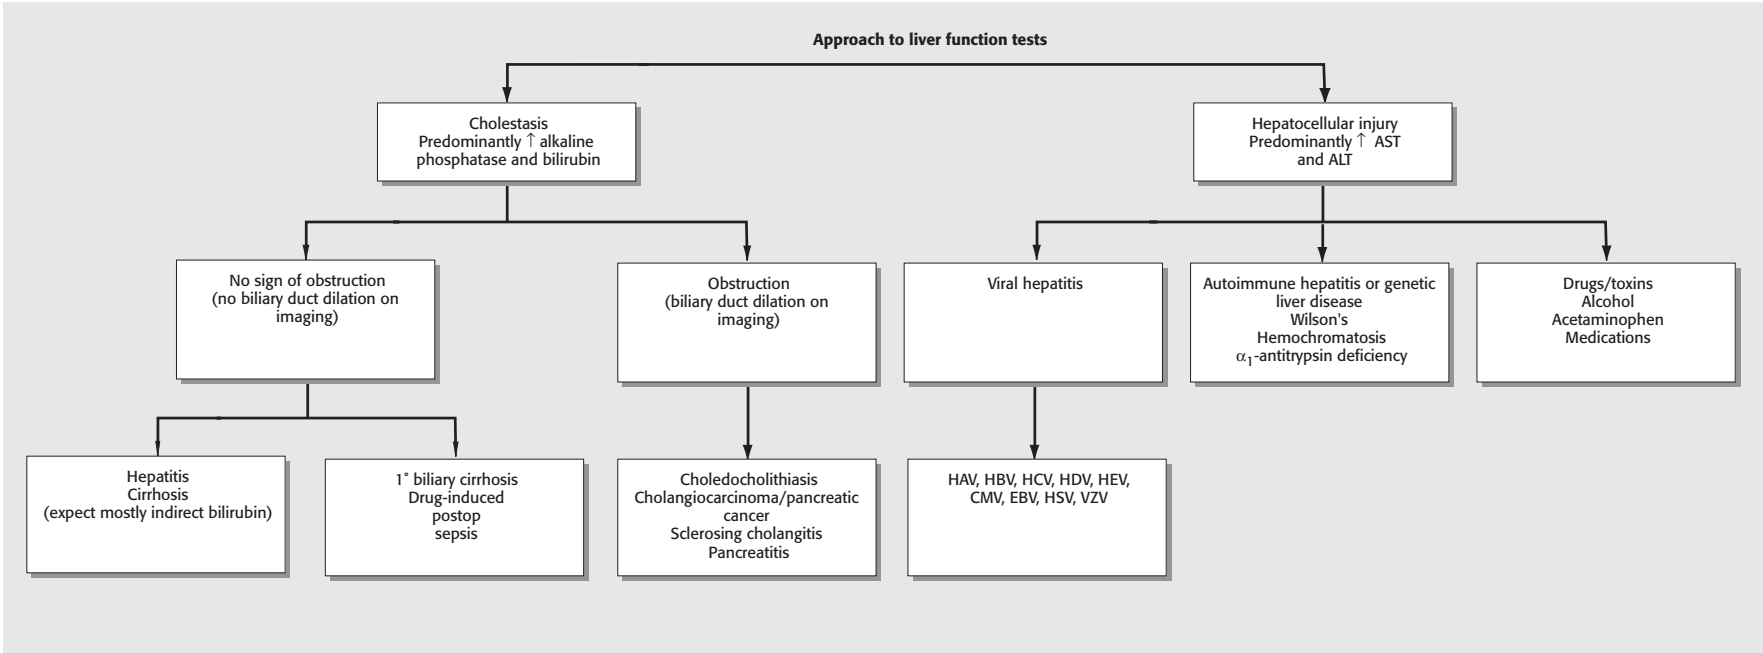 Approach to liver function tests
Cholestasis
Predominantly ↑ alkaline
phosphatase and bilirubin
Hepatocellular injury
Predominantly ↑ AST
and ALT
No sign of obstruction
(no biliary duct dilation on
imaging)
Obstruction
(biliary duct dilation on
imaging)
Viral hepatitis
Autoimmune hepatitis or genetic
liver disease
Wilson's
Hemochromatosis
α₁-antitrypsin deficiency
Drugs/toxins
Alcohol
Acetaminophen
Medications
Hepatitis
Cirrhosis
(expect mostly indirect bilirubin)
1° biliary cirrhosis
Drug-induced
postop
sepsis
Choledocholithiasis
Cholangiocarcinoma/pancreatic
cancer
Sclerosing cholangitis
Pancreatitis
HAV, HBV, HCV, HDV, HEV,
CMV, EBV, HSV, VZV